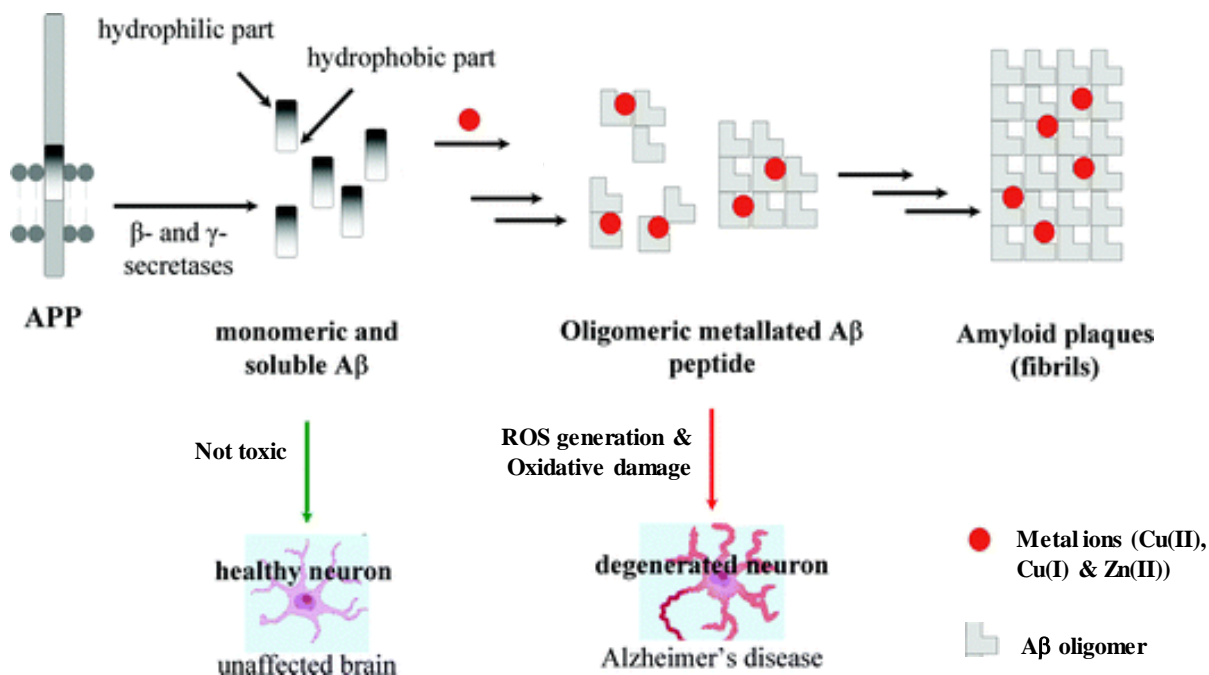 hydrophilic part
hydrophobic part
β- and γ-
secretases
APP
monomeric and
soluble Aβ
Oligomeric metallated Aβ
peptide
Amyloid plaques
(fibrils)
Not toxic
ROS generation &
Oxidative damage
healthy neuron
unaffected brain
degenerated neuron
Alzheimer's disease
Metal ions (Cu(II),
Cu(I) & Zn(II))
Aβ oligomer